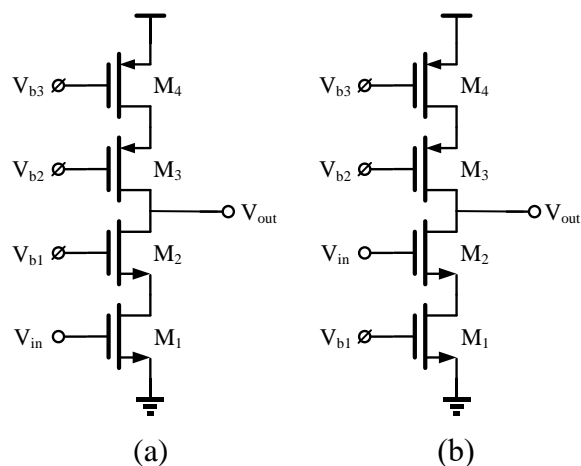 V_b3 M_4 V_b3 M_4
V_b2 M_3 V_b2 M_3
V_out V_out
V_b1 M_2 V_in M_2
V_in M_1 V_b1 M_1
(a) (b)